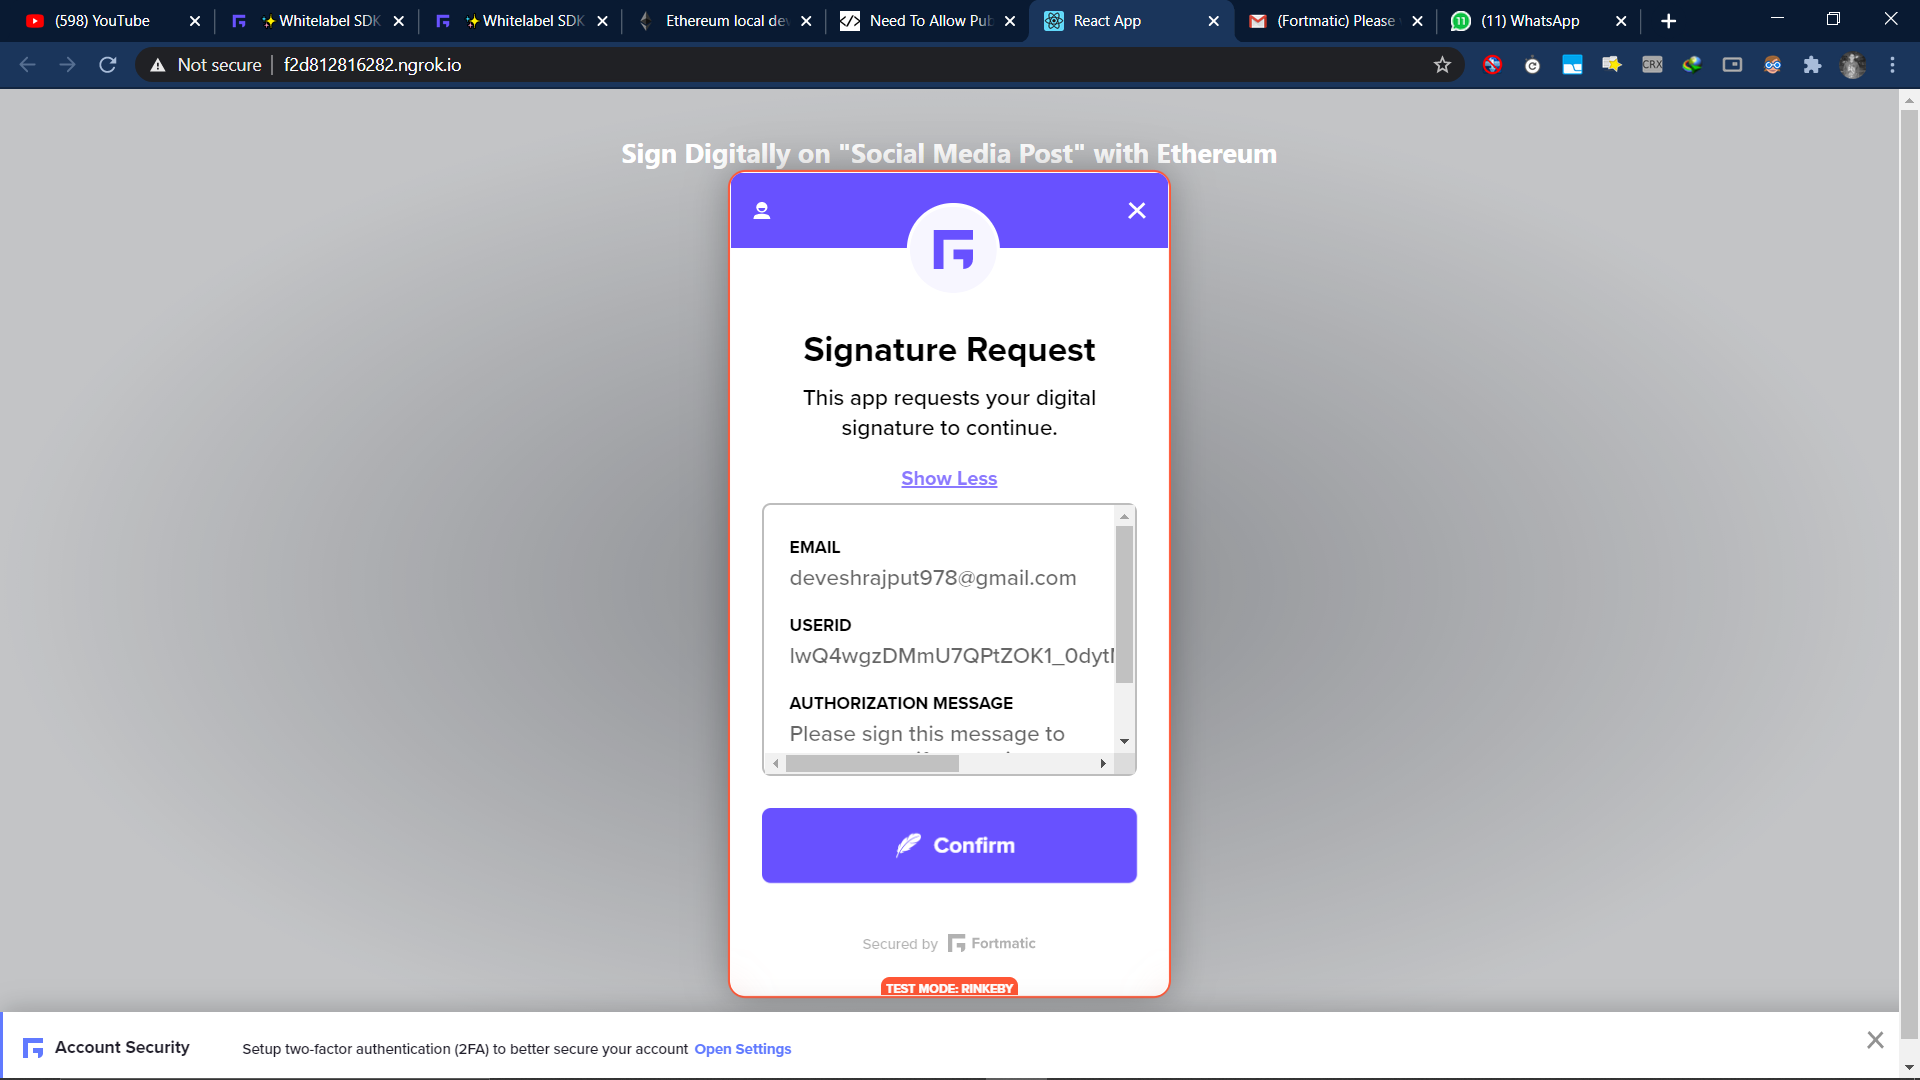 (598) YouTube
✨Whitelabel SDK
✨Whitelabel SDK
Ethereum local de
Need To Allow Pu
React App
(Fortmatic) Please
11
(11) WhatsApp
Not secure
f2d812816282.ngrok.io
CRX
Sign Digitally on "Social Media Post" with Ethereum
Signature Request
This app requests your digital
signature to continue.
Show Less
EMAIL
deveshrajput978@gmail.com
USERID
lwQ4wgzDMmU7QPtZOK1_0dyt
AUTHORIZATION MESSAGE
Please sign this message to
Confirm
Secured by Fortmatic
TEST MODE: RINKEBY
Account Security
Setup two-factor authentication (2FA) to better secure your account Open Settings